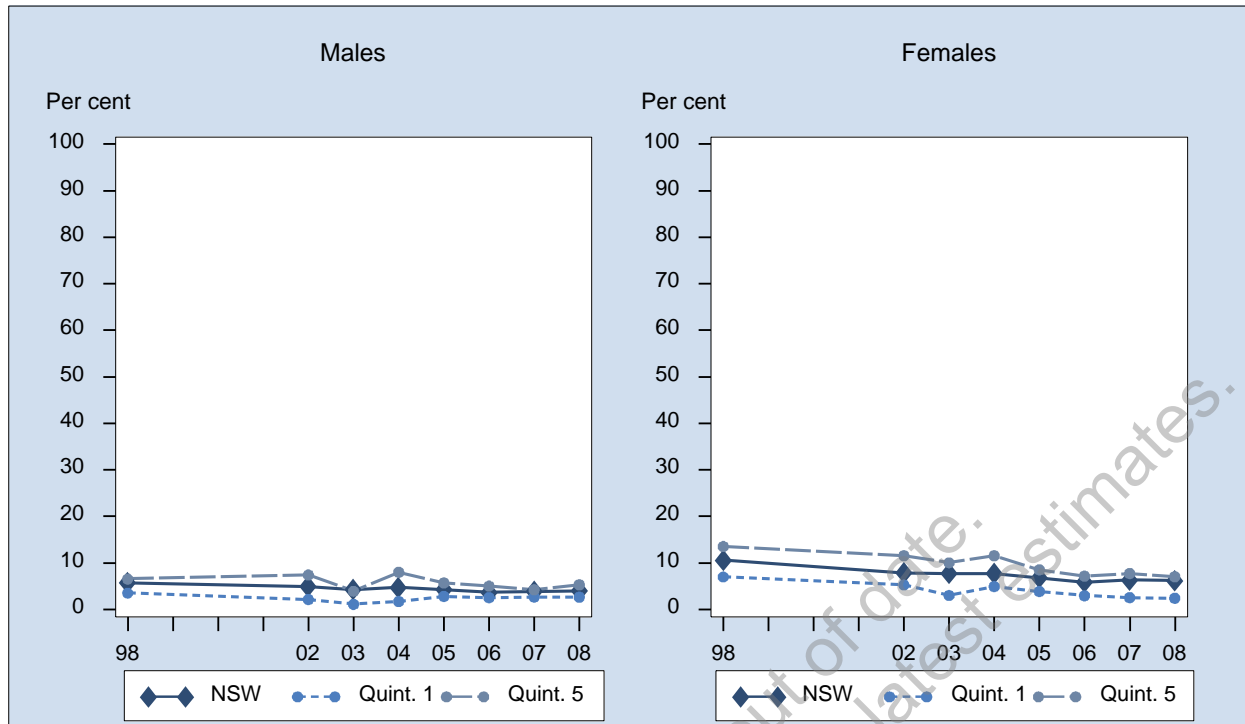 Males
Per cent
100
90
80
70
60
50
40
30
20
10
0
98 02 03 04 05 06 07 08
NSW Quint. 1 Quint. 5
Females
Per cent
100
90
80
70
60
50
40
30
20
10
0
98 02 03 04 05 06 07 08
NSW Quint. 1 Quint. 5
out of date.
latest estimates.